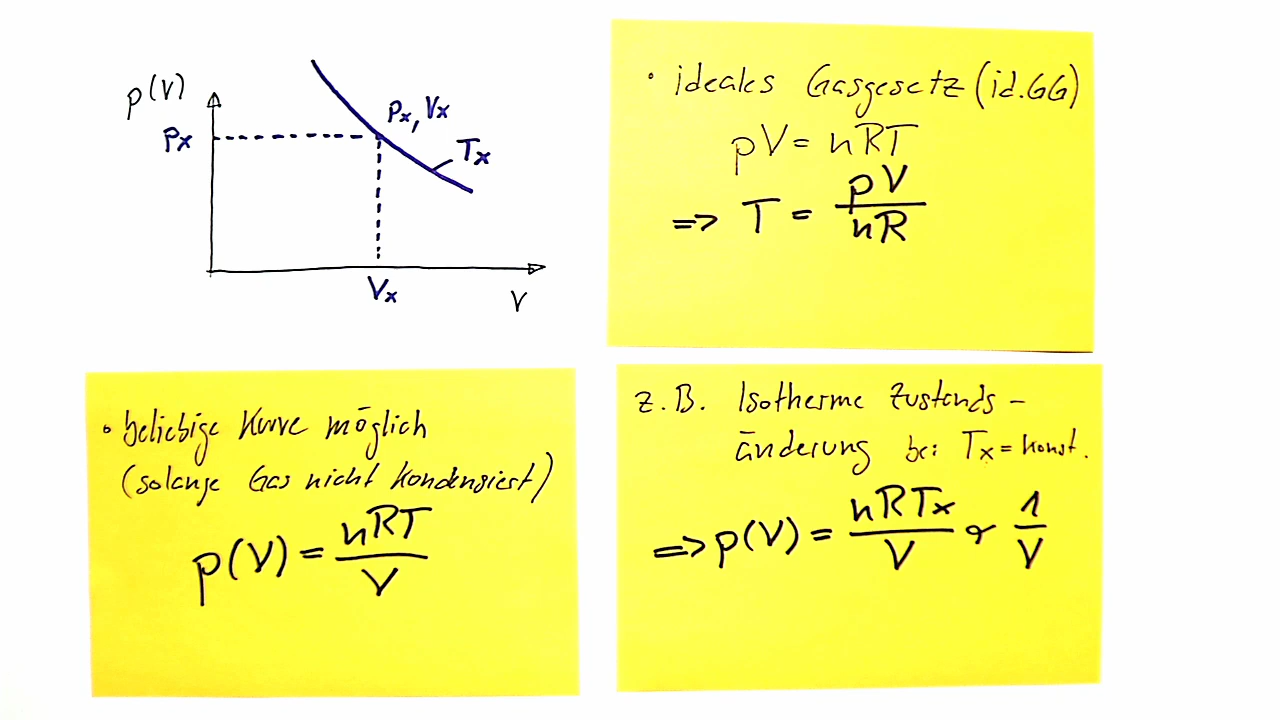 p(V)
px
px, Vx
Tx
Vx
V
• ideales Gasgesetz (id.GG)
pV = nRT
=> T = pV/nR
• beliebige Kurve möglich
(solange Gas nicht kondensiert)
p(V) = nRT/V
z.B. Isotherme Zustands-
änderung bei Tx = konst.
=> p(V) = nRTx/V ∝ 1/V